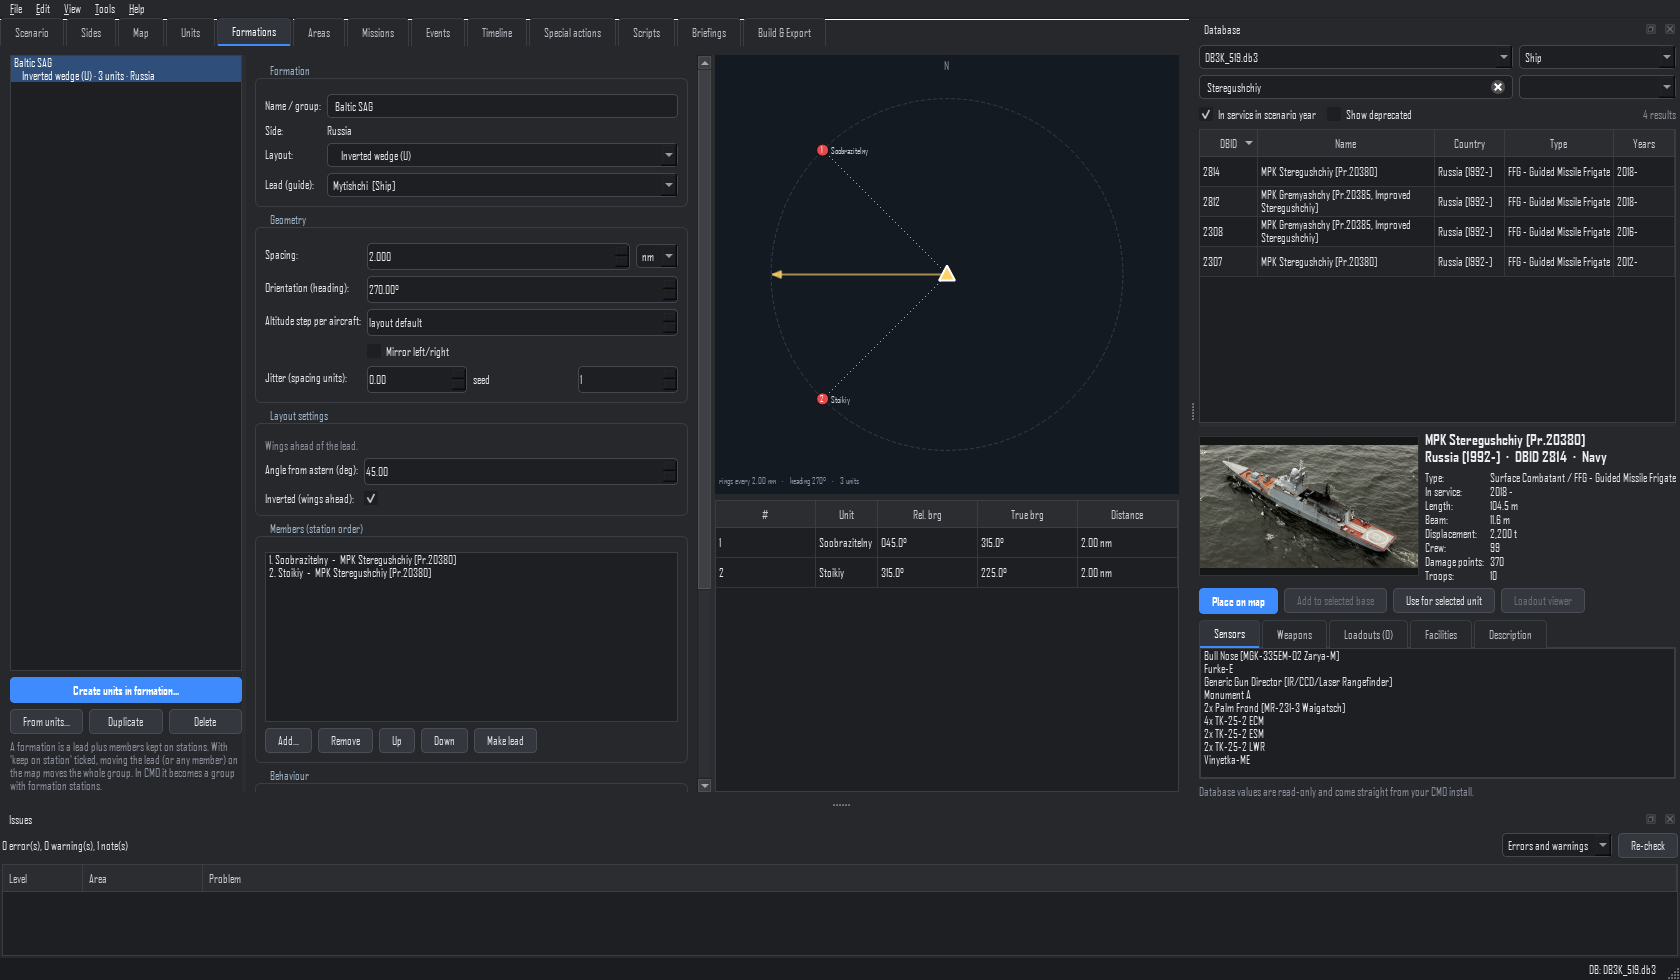 File Edit View Tools Help
Scenario Sides Map Units Formations Areas Missions Events Timeline Special actions Scripts Briefings Build & Export
Baltic SAG
Inverted wedge (U) · 3 units · Russia
Create units in formation...
From units... Duplicate Delete
A formation is a lead plus members kept on stations. With
'keep on station' ticked, moving the lead (or any member) on
the map moves the whole group. In CMO it becomes a group
with formation stations.
Formation
Name / group: Baltic SAG
Side: Russia
Layout: Inverted wedge (U)
Lead (guide): Mytishchi [Ship]
Geometry
Spacing: 2.000 nm
Orientation (heading): 270.00°
Altitude step per aircraft: layout default
Mirror left/right
Jitter (spacing units): 0.00 seed 1
Layout settings
Wings ahead of the lead.
Angle from astern (deg): 45.00
Inverted (wings ahead):
Members (station order)
1. Soobrazitelny - MPK Steregushchiy [Pr.20380]
2. Stoikiy - MPK Steregushchiy [Pr.20380]
Add... Remove Up Down Make lead
Behaviour
N
1 Soobrazitelny
2 Stoikiy
rings every 2.00 nm · heading 270° · 3 units
# Unit Rel. brg True brg Distance
1 Soobrazitelny 045.0° 315.0° 2.00 nm
2 Stoikiy 315.0° 225.0° 2.00 nm
Database
DB3K_519.db3 Ship
Steregushchiy
In service in scenario year Show deprecated 4 results
DBID Name Country Type Years
2814 MPK Steregushchiy [Pr.20380] Russia [1992-] FFG - Guided Missile Frigate 2018-
2812 MPK Gremyashchy [Pr.20385, Improved Steregushchiy] Russia [1992-] FFG - Guided Missile Frigate 2018-
2308 MPK Gremyashchy [Pr.20385, Improved Steregushchiy] Russia [1992-] FFG - Guided Missile Frigate 2016-
2307 MPK Steregushchiy [Pr.20380] Russia [1992-] FFG - Guided Missile Frigate 2012-
MPK Steregushchiy [Pr.20380]
Russia [1992-] · DBID 2814 · Navy
Type: Surface Combatant / FFG - Guided Missile Frigate
In service: 2018 -
Length: 104.5 m
Beam: 11.6 m
Displacement: 2,200 t
Crew: 99
Damage points: 370
Troops: 10
Place on map Add to selected base Use for selected unit Loadout viewer
Sensors Weapons Loadouts (0) Facilities Description
Bull Nose [MGK-335EM-02 Zarya-M]
Furke-E
Generic Gun Director [IR/CCD/Laser Rangefinder]
Monument A
2x Palm Frond [MR-231-3 Waigatsch]
4x TK-25-2 ECM
2x TK-25-2 ESM
2x TK-25-2 LWR
Vinyetka-ME
Database values are read-only and come straight from your CMO install.
Issues
0 error(s), 0 warning(s), 1 note(s) Errors and warnings Re-check
Level Area Problem
DB: DB3K_519.db3